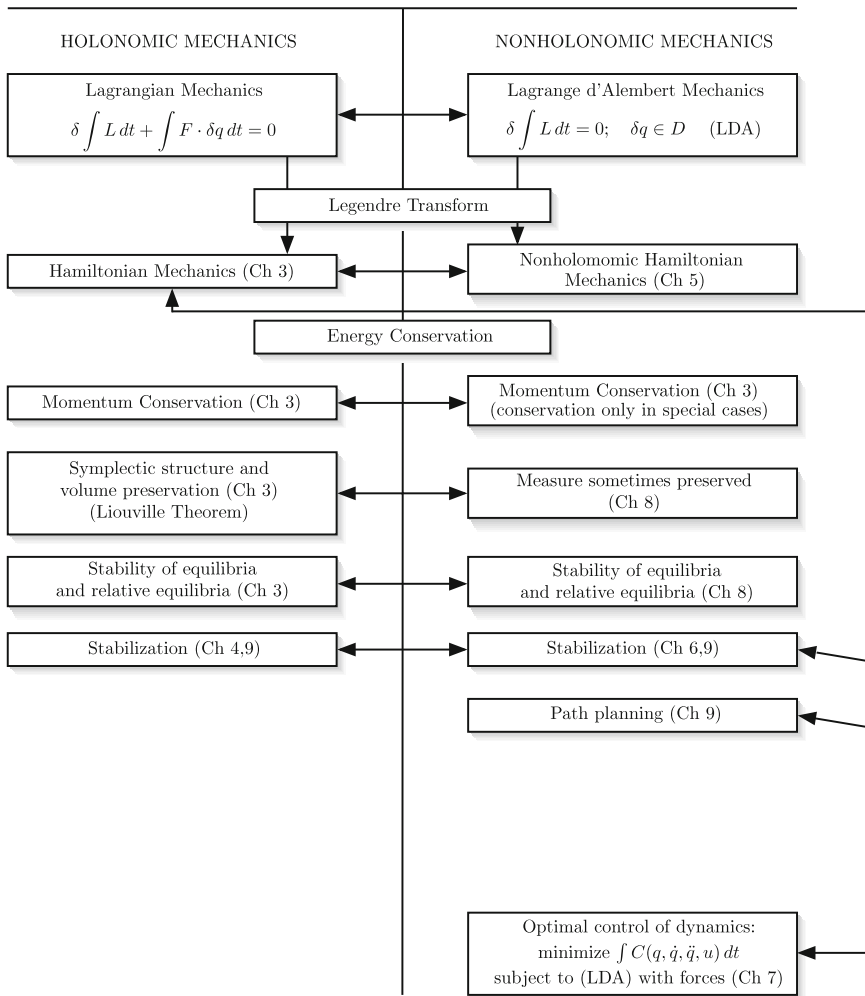 HOLONOMIC MECHANICS
NONHOLONOMIC MECHANICS
Lagrangian Mechanics
δ ∫ L dt + ∫ F · δq dt = 0
Lagrange d'Alembert Mechanics
δ ∫ L dt = 0; δq ∈ D (LDA)
Legendre Transform
Hamiltonian Mechanics (Ch 3)
Nonholomomic Hamiltonian
Mechanics (Ch 5)
Energy Conservation
Momentum Conservation (Ch 3)
Momentum Conservation (Ch 3)
(conservation only in special cases)
Symplectic structure and
volume preservation (Ch 3)
(Liouville Theorem)
Measure sometimes preserved
(Ch 8)
Stability of equilibria
and relative equilibria (Ch 3)
Stability of equilibria
and relative equilibria (Ch 8)
Stabilization (Ch 4,9)
Stabilization (Ch 6,9)
Path planning (Ch 9)
Optimal control of dynamics:
minimize ∫ C(q, q̇, q̈, u) dt
subject to (LDA) with forces (Ch 7)